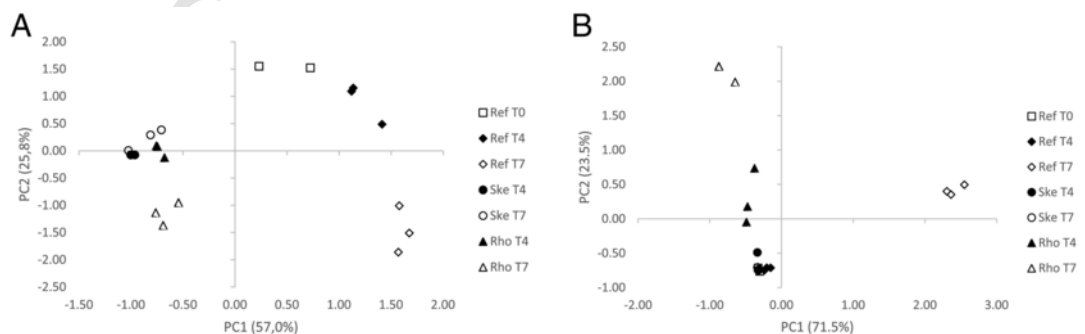 A
PC2 (25,8%)
2.00
1.50
1.00
0.50
0.00
-0.50
-1.00
-1.50
-2.00
-2.50
-1.50
-1.00
-0.50
0.00
0.50
1.00
1.50
2.00
PC1 (57,0%)
Ref T0
Ref T4
Ref T7
Ske T4
Ske T7
Rho T4
Rho T7
B
PC2 (23.5%)
2.50
2.00
1.50
1.00
0.50
0.00
-0.50
-1.00
-2.00
-1.00
0.00
1.00
2.00
3.00
PC1 (71.5%)
Ref T0
Ref T4
Ref T7
Ske T4
Ske T7
Rho T4
Rho T7